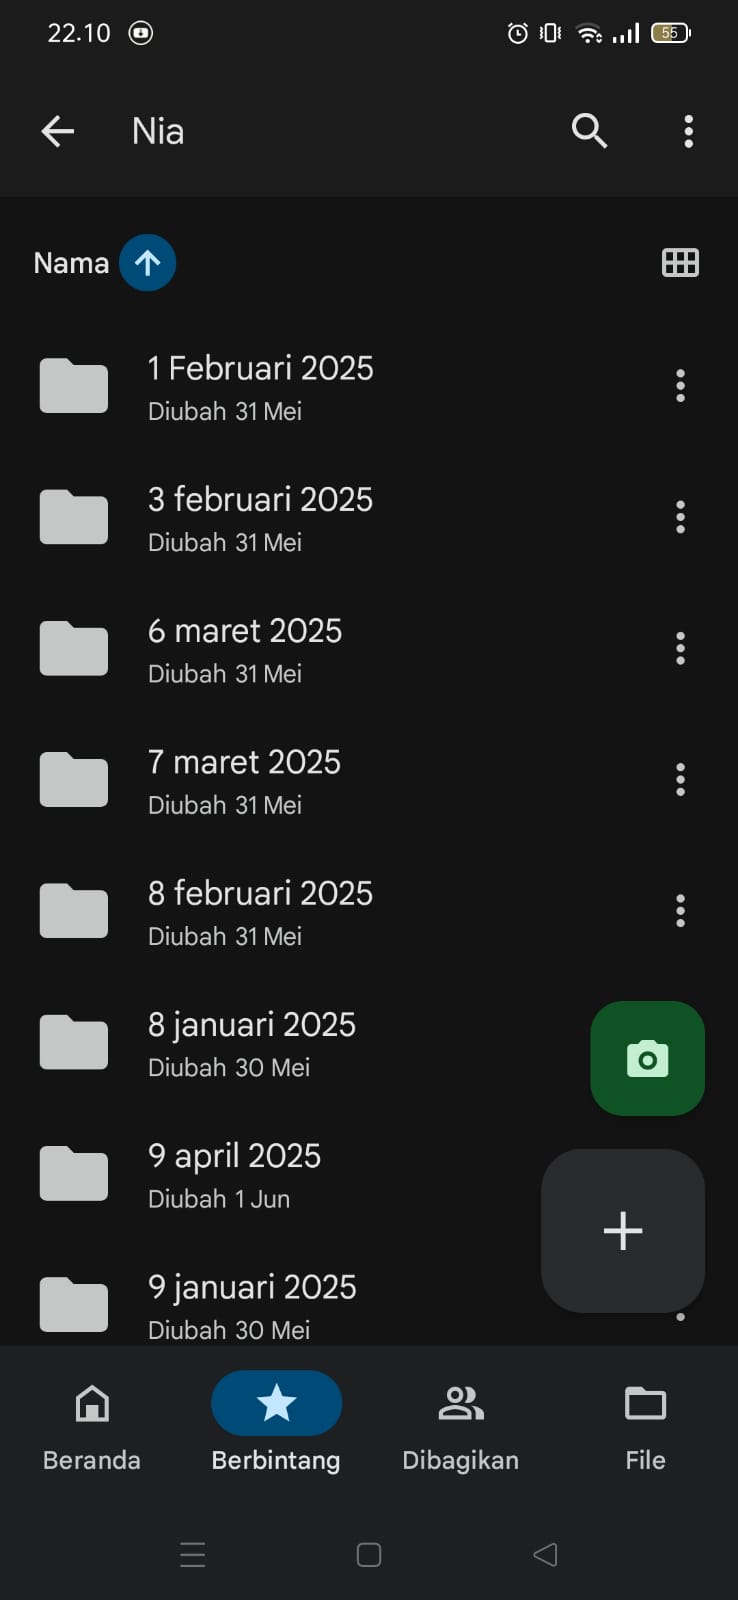 22.10
55
Nia
Nama
1 Februari 2025
Diubah 31 Mei
3 februari 2025
Diubah 31 Mei
6 maret 2025
Diubah 31 Mei
7 maret 2025
Diubah 31 Mei
8 februari 2025
Diubah 31 Mei
8 januari 2025
Diubah 30 Mei
9 april 2025
Diubah 1 Jun
9 januari 2025
Diubah 30 Mei
Beranda
Berbintang
Dibagikan
File